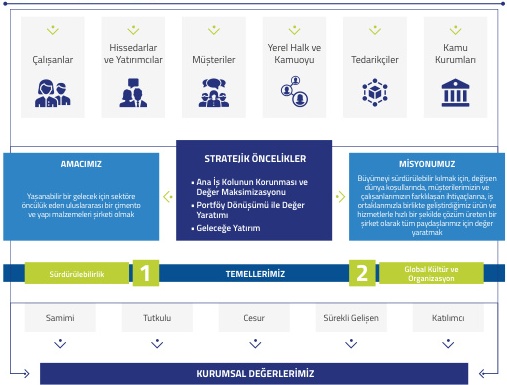 Çalışanlar
Hissedarlar
ve Yatırımcılar
Müşteriler
Yerel Halk ve
Kamuoyu
Tedarikçiler
Kamu
Kurumları
AMACIMIZ
Yaşanabilir bir gelecek için sektöre
öncülük eden uluslararası bir çimento
ve yapı malzemeleri şirketi olmak
STRATEJİK ÖNCELİKLER
• Ana İş Kolunun Korunması ve
Değer Maksimizasyonu
• Portföy Dönüşümü ile Değer
Yaratımı
• Geleceğe Yatırım
MİSYONUMUZ
Büyümeyi sürdürülebilir kılmak için, değişen
dünya koşullarında, müşterilerimizin ve
çalışanlarımızın farklılaşan ihtiyaçlarına, iş
ortaklarımızla birlikte geliştirdiğimiz ürün ve
hizmetlerle hızlı bir şekilde çözüm üreten bir
şirket olarak tüm paydaşlarımız için değer
yaratmak
Sürdürülebilirlik
1
TEMELLERİMİZ
2
Global Kültür ve
Organizasyon
Samimi
Tutkulu
Cesur
Sürekli Gelişen
Katılımcı
KURUMSAL DEĞERLERİMİZ